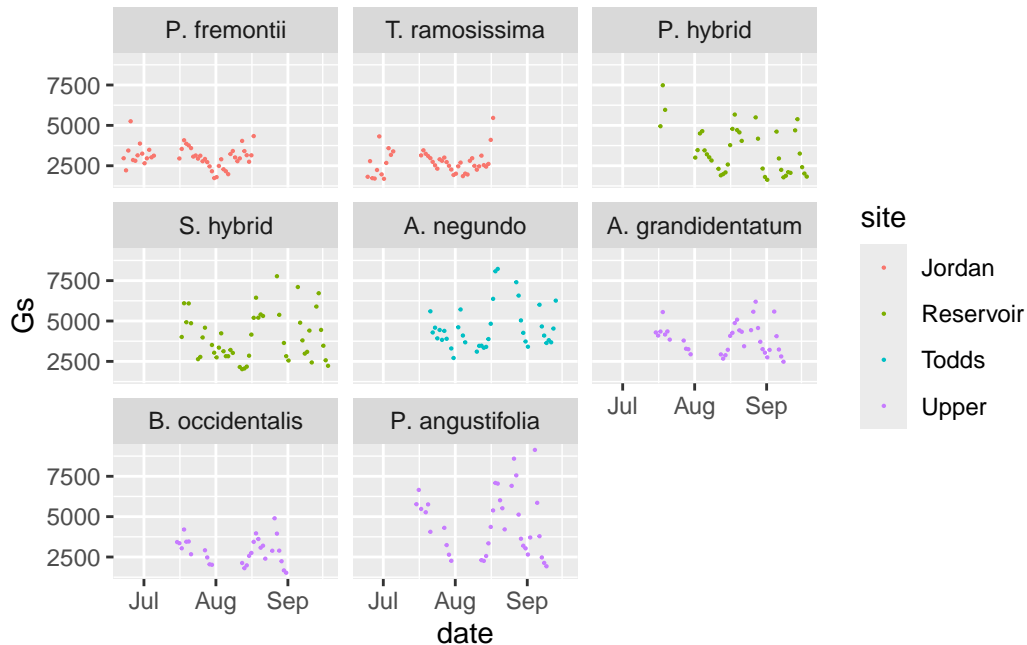 P. fremontii T. ramosissima P. hybrid
7500
5000
2500
S. hybrid A. negundo A. grandidentatum
7500
5000
2500
Jul Aug Sep
B. occidentalis P. angustifolia
7500
5000
2500
Jul Aug Sep Jul Aug Sep
date
Gs
site
Jordan
Reservoir
Todds
Upper